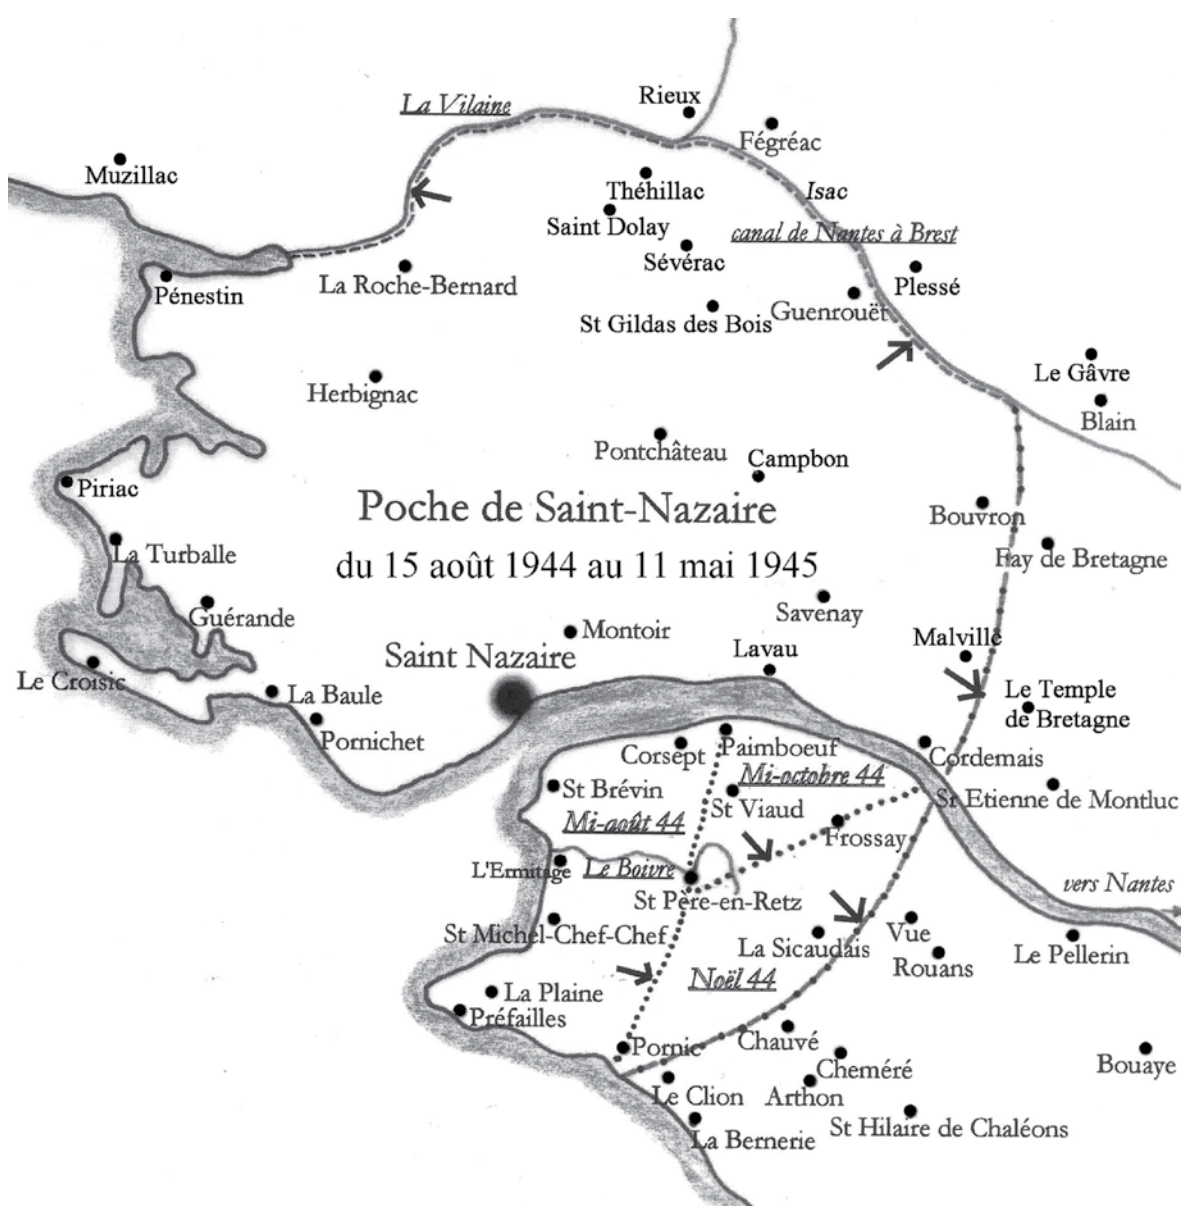 La Vilaine
Rieux
Fégréac
Muzillac
Théhillac
Isac
Saint Dolay
canal de Nantes à Brest
Sévérac
La Roche-Bernard
Pénestin
Plessé
Guenrouët
St Gildas des Bois
Le Gâvre
Herbignac
Blain
Pontchâteau
Campbon
Piriac
Poche de Saint-Nazaire
Bouvron
La Turballe
du 15 août 1944 au 11 mai 1945
Fay de Bretagne
Guérande
Savenay
Montoir
Malville
Saint Nazaire
Lavau
Le Croisic
La Baule
Le Temple
de Bretagne
Pornichet
Corsept
Paimboeuf
Cordemais
Mi-octobre 44
St Brévin
St Viaud
St Etienne de Montluc
Mi-août 44
Frossay
L'Ermitage
Le Boivre
vers Nantes
St Père-en-Retz
St Michel-Chef-Chef
La Sicaudais
Vue
Rouans
Le Pellerin
La Plaine
Noël 44
Préfailles
Pornic
Chauvé
Cheméré
Bouaye
Le Clion
Arthon
La Bernerie
St Hilaire de Chaléons